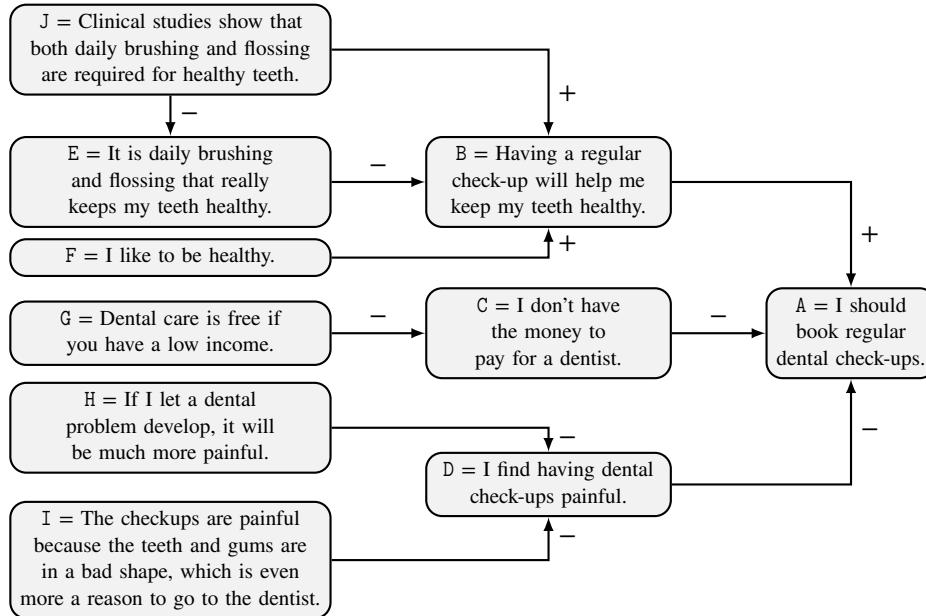 J = Clinical studies show that
both daily brushing and flossing
are required for healthy teeth.
+
−
E = It is daily brushing
and flossing that really
keeps my teeth healthy.
−
B = Having a regular
check-up will help me
keep my teeth healthy.
+
+
F = I like to be healthy.
G = Dental care is free if
you have a low income.
−
C = I don't have
the money to
pay for a dentist.
−
A = I should
book regular
dental check-ups.
H = If I let a dental
problem develop, it will
be much more painful.
−
−
D = I find having dental
check-ups painful.
−
I = The checkups are painful
because the teeth and gums are
in a bad shape, which is even
more a reason to go to the dentist.